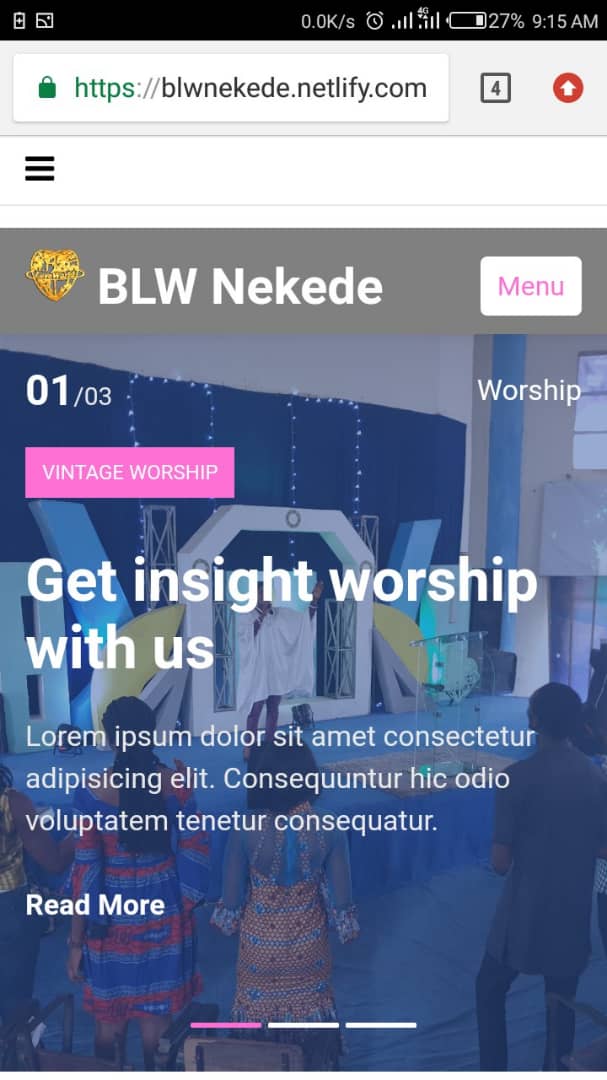 0.0K/s 4G 27% 9:15 AM
https://blwnekede.netlify.com 4
BLW Nekede Menu
01/03 Worship
VINTAGE WORSHIP
Get insight worship
with us
Lorem ipsum dolor sit amet consectetur
adipisicing elit. Consequuntur hic odio
voluptatem tenetur consequatur.
Read More